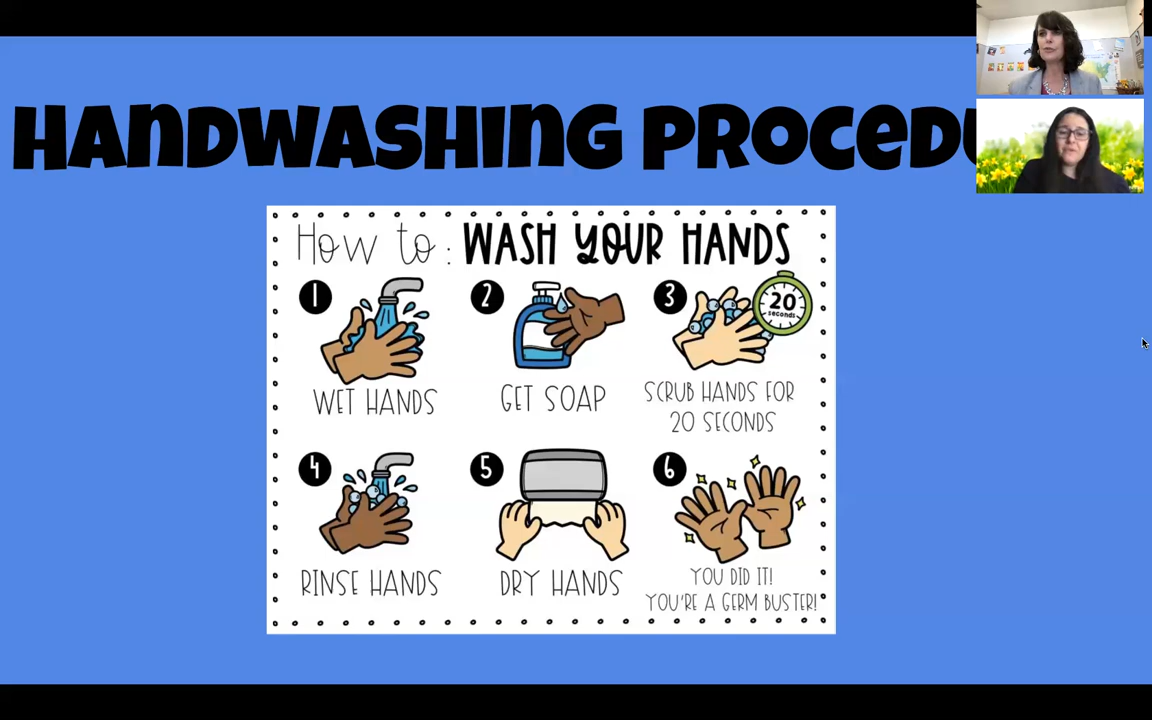 HANDWASHING PROCEDU
How to: WASH YOUR HANDS
1
2
3
20
seconds
WET HANDS
GET SOAP
SCRUB HANDS FOR
20 SECONDS
4
5
6
RINSE HANDS
DRY HANDS
YOU DID IT!
YOU'RE A GERM BUSTER!